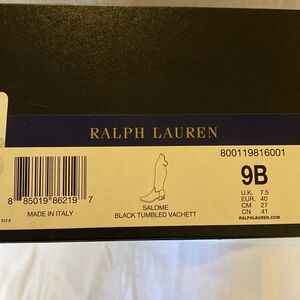 RALPH LAUREN
800119816001
9B
U.K. 7.5
EUR. 40
CM 27
CN 41
RALPHLAUREN.COM
8 85019 86219 7
MADE IN ITALY
SALOME
BLACK TUMBLED VACHETT